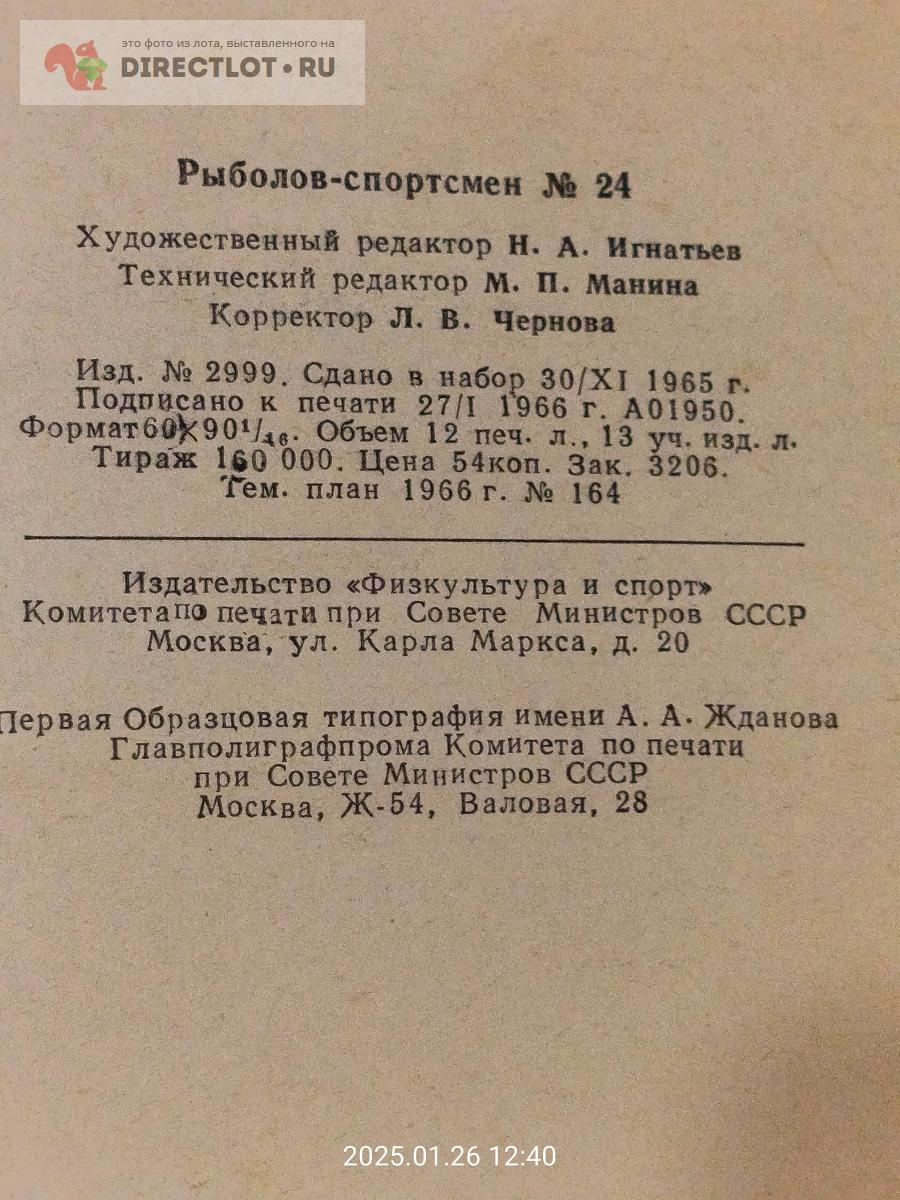 это фото из лота, выставленного на
DIRECTLOT•RU
Рыболов-спортсмен № 24
Художественный редактор Н. А. Игнатьев
Технический редактор М. П. Манина
Корректор Л. В. Чернова
Изд. № 2999. Сдано в набор 30/XI 1965 г.
Подписано к печати 27/I 1966 г. А01950.
Формат 60×90¹/₁₆. Объем 12 печ. л., 13 уч. изд. л.
Тираж 160 000. Цена 54коп. Зак. 3206.
Тем. план 1966 г. № 164
Издательство «Физкультура и спорт»
Комитета по печати при Совете Министров СССР
Москва, ул. Карла Маркса, д. 20
Первая Образцовая типография имени А. А. Жданова
Главполиграфпрома Комитета по печати
при Совете Министров СССР
Москва, Ж-54, Валовая, 28
2025.01.26 12:40